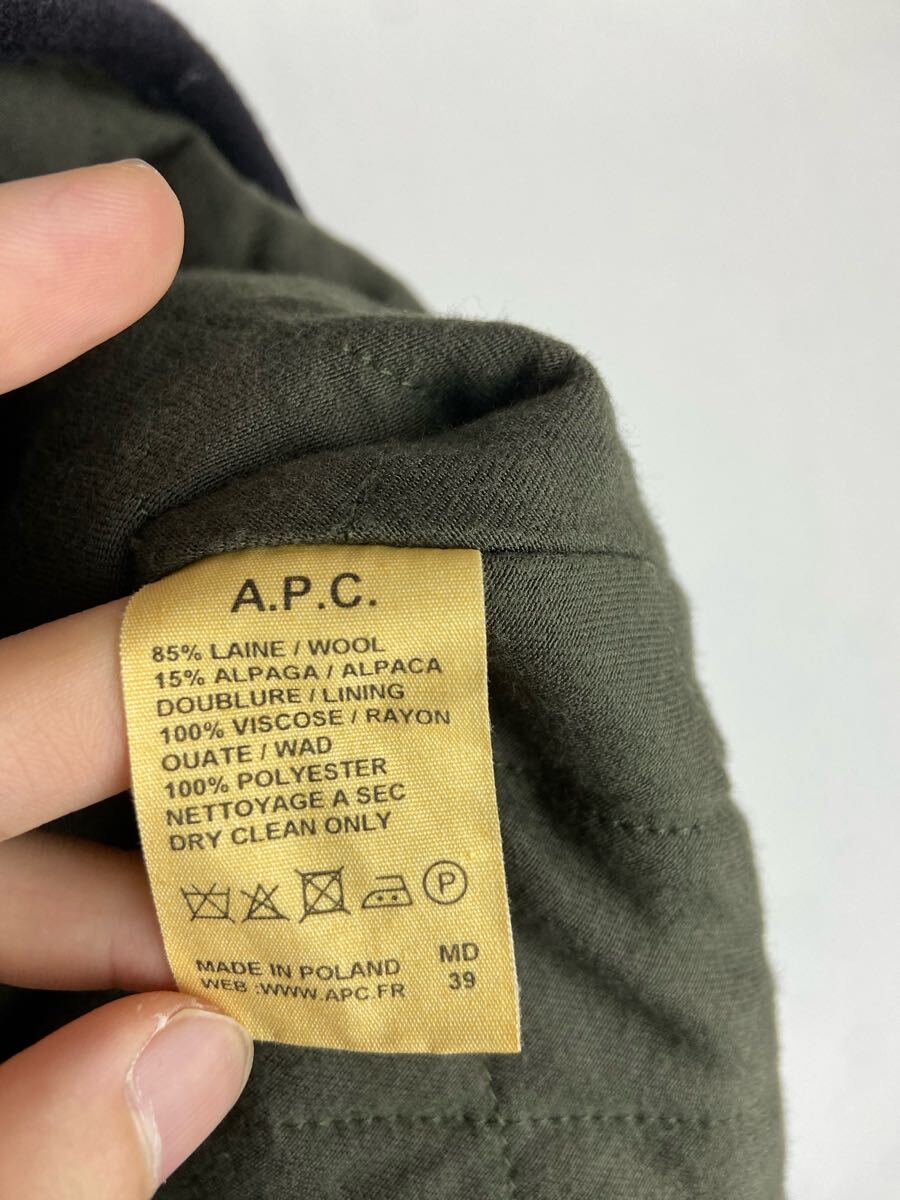 A.P.C.
85% LAINE / WOOL
15% ALPAGA / ALPACA
DOUBLURE / LINING
100% VISCOSE / RAYON
OUATE / WAD
100% POLYESTER
NETTOYAGE A SEC
DRY CLEAN ONLY
P
MADE IN POLAND MD
WEB :WWW.APC.FR 39